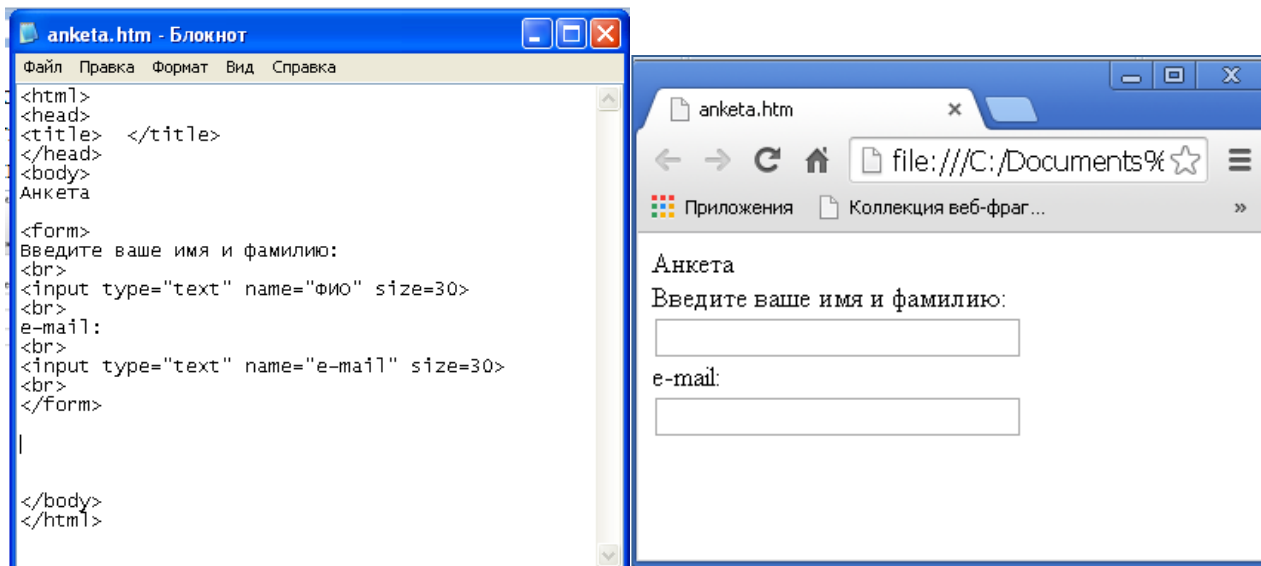 anketa.htm - Блокнот
Файл Правка Формат Вид Справка
<html>
<head>
<title>  </title>
</head>
<body>
Анкета
<form>
Введите ваше имя и фамилию:
<br>
<input type="text" name="ФИО" size=30>
<br>
e-mail:
<br>
<input type="text" name="e-mail" size=30>
<br>
</form>
</body>
</html>
anketa.htm
file:///C:/Documents%
Приложения Коллекция веб-фраг...
Анкета
Введите ваше имя и фамилию:
e-mail: